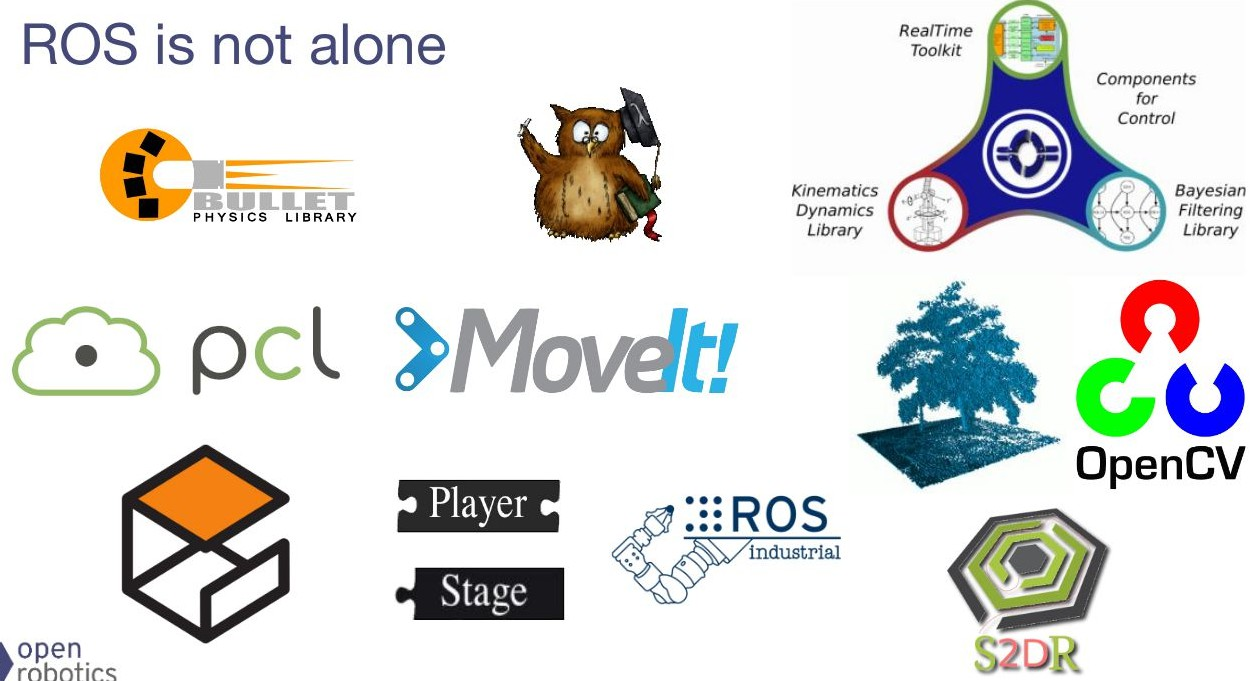 ROS is not alone
RealTime
Toolkit
Components
for
Control
Kinematics
Dynamics
Library
Bayesian
Filtering
Library
BULLET
PHYSICS LIBRARY
pcl
MoveIt!
OpenCV
Player
Stage
ROS
industrial
S2DR
open
robotics